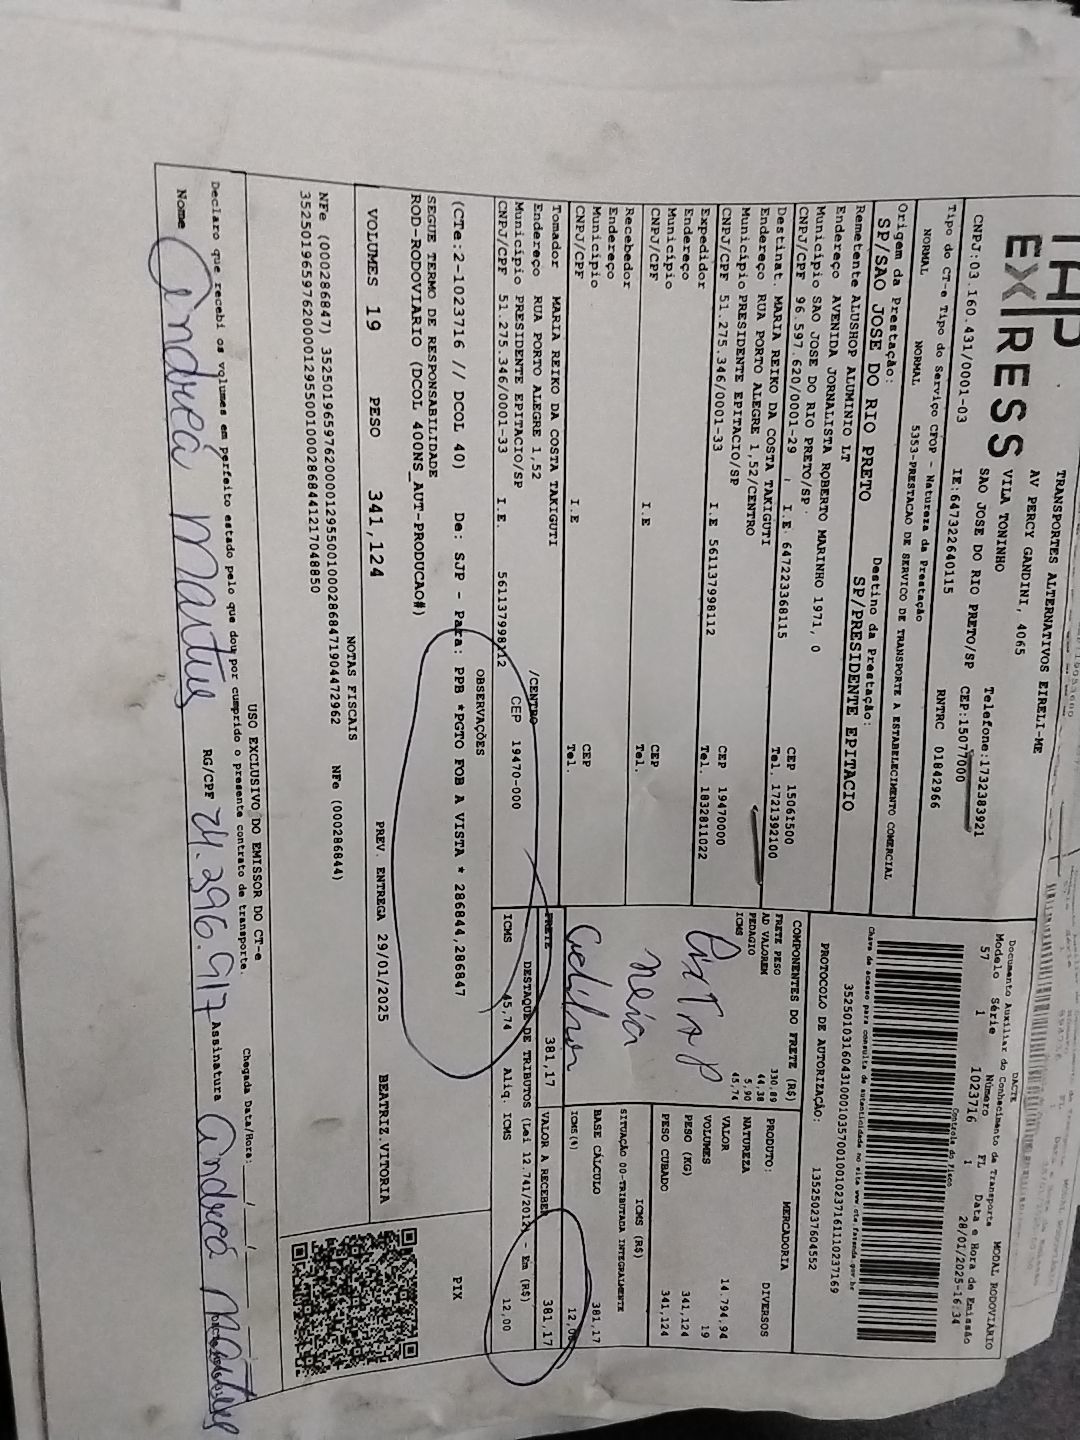 TAP
EXPRESS
TRANSPORTES ALTERNATIVOS EIRELI-ME
AV PERCY GANDINI, 4065
VILA TONINHO
SAO JOSE DO RIO PRETO/SP CEP:15077000
CNPJ:03.160.431/0001-03 IE:647322640115 RNTRC 01842966
Telefone:1732383921
Tipo do CT-e Tipo do Serviço CFOP - Natureza da Prestação
NORMAL NORMAL 5353-PRESTACAO DE SERVICO DE TRANSPORTE A ESTABELECIMENTO COMERCIAL
Origem da Prestação: Destino da Prestação:
SP/SAO JOSE DO RIO PRETO SP/PRESIDENTE EPITACIO
DACTE MODAL RODOVIÁRIO
Documento Auxiliar do Conhecimento de Transporte
Modelo Série Número FL Data e Hora de Emissão
57 1 1023716 1 28/01/2025-16:34
Controle do Fisco
Chave de acesso para consulta de autenticidade no site www.cte.fazenda.gov.br
35250103160431000103570010010237161110237169
PROTOCOLO DE AUTORIZAÇÃO: 135250237604552
Remetente ALUSHOP ALUMINIO LT
Endereço AVENIDA JORNALISTA ROBERTO MARINHO 1971, 0
Município SAO JOSE DO RIO PRETO/SP CEP 15061500
CNPJ/CPF 96.597.620/0001-29 I.E. 647223368115 Tel. 1721392100
Destinat. MARIA REIKO DA COSTA TAKIGUTI
Endereço RUA PORTO ALEGRE 1,52/CENTRO
Município PRESIDENTE EPITACIO/SP CEP 19470000
CNPJ/CPF 51.275.346/0001-33 I.E 561137998112 Tel. 1832811022
Expedidor
Endereço
Município CEP
CNPJ/CPF I.E Tel.
Recebedor
Endereço
Município CEP
CNPJ/CPF I.E Tel.
Tomador MARIA REIKO DA COSTA TAKIGUTI
Endereço RUA PORTO ALEGRE 1,52 /CENTRO
Município PRESIDENTE EPITACIO/SP CEP 19470-000
CNPJ/CPF 51.275.346/0001-33 I.E. 561137998112
COMPONENTES DO FRETE (R$)
FRETE PESO 330,89
AD VALOREM 44,38
PEDAGIO 5,90
ICMS 45,74
MERCADORIA
PRODUTO: DIVERSOS
NATUREZA
VALOR 14.794,94
VOLUMES 19
PESO (KG) 341,124
PESO CUBADO 341,124
ICMS (R$)
SITUAÇÃO 00-TRIBUTADA INTEGRALMENTE
BASE CÁLCULO 381,17
ICMS(%) 12,00
FRETE 381,17 VALOR A RECEBER 381,17
DESTAQUE DE TRIBUTOS (Lei 12.741/2012) - Em (R$)
ICMS 45,74 Aliq. ICMS 12,00
OBSERVAÇÕES
(CTe:2-1023716 // DCOL 40) De: SJP - Para: PPB *PGTO FOB A VISTA * 286844,286847
SEGUE TERMO DE RESPONSABILIDADE
ROD-RODOVIARIO (DCOL 400NS_AUT-PRODUCAO#)
PIX
VOLUMES 19 PESO 341,124 PREV. ENTREGA 29/01/2025 BEATRIZ.VITORIA
NOTAS FISCAIS
NFe (000286847) 35250196597620000129550010002868471904472962 NFe (000286844)
35250196597620000129550010002868441217048850
USO EXCLUSIVO DO EMISSOR DO CT-e
Declaro que recebi os volumes em perfeito estado pelo que dou por cumprido o presente contrato de transporte. Chegada Data/Hora: / /
Nome Andreá Martins RG/CPF 24.296.917 Assinatura Andreá Martins